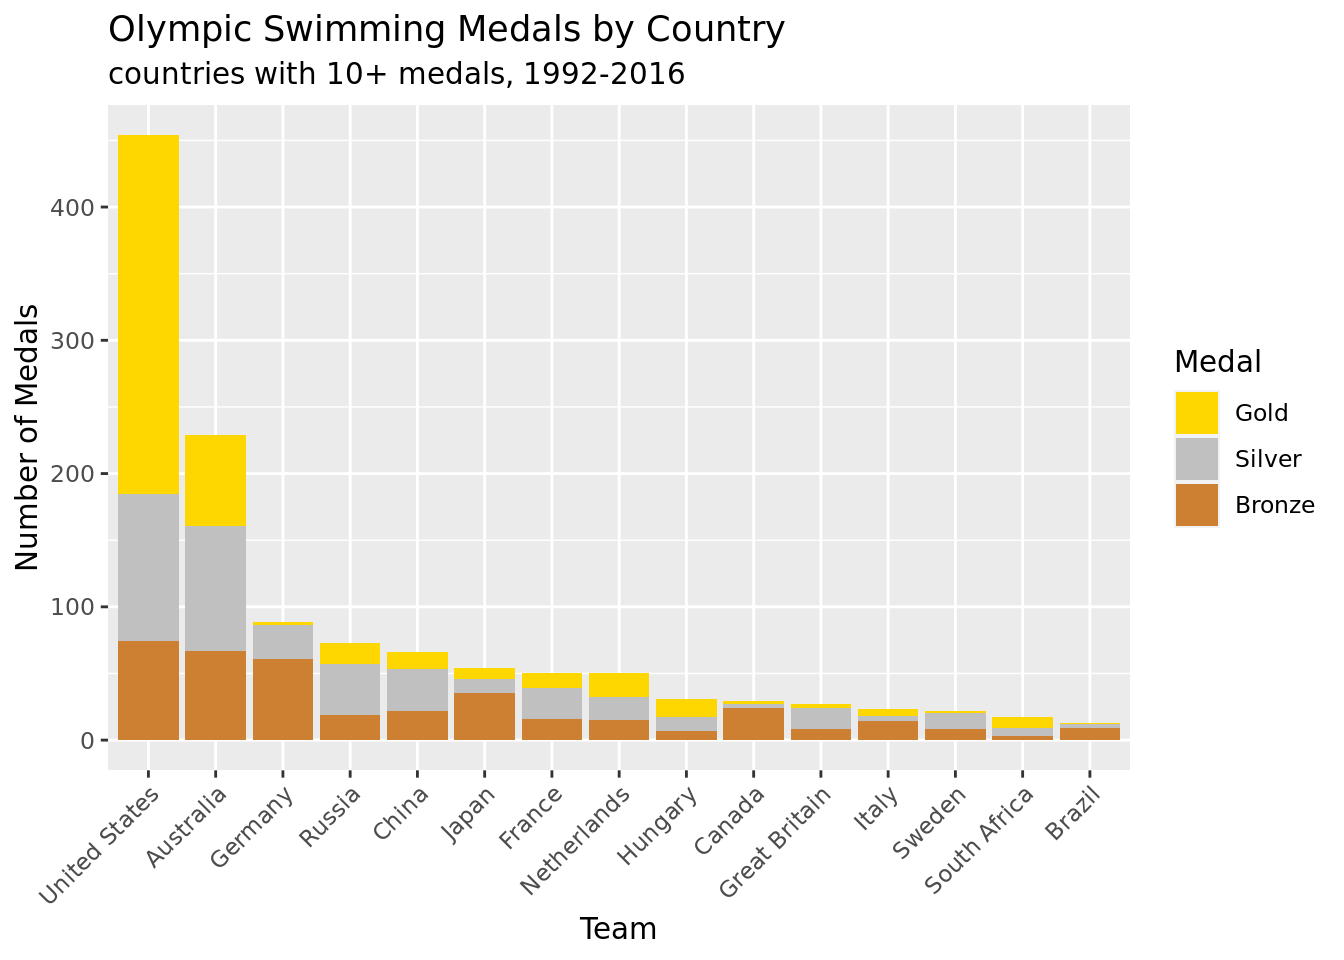 Olympic Swimming Medals by Country
countries with 10+ medals, 1992-2016
Number of Medals
400
300
200
100
0
United States
Australia
Germany
Russia
China
Japan
France
Netherlands
Hungary
Canada
Great Britain
Italy
Sweden
South Africa
Brazil
Team
Medal
Gold
Silver
Bronze